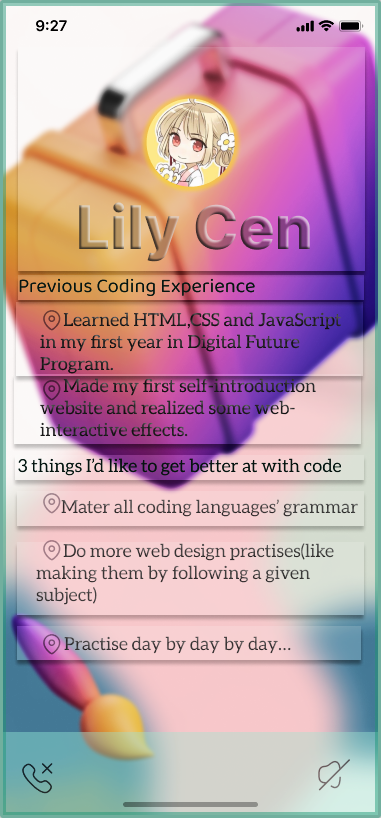 9:27
Lily Cen
Previous Coding Experience
Learned HTML,CSS and JavaScript
in my first year in Digital Future
Program.
Made my first self-introduction
website and realized some web-
interactive effects.
3 things I'd like to get better at with code
Mater all coding languages' grammar
Do more web design practises(like
making them by following a given
subject)
Practise day by day by day...